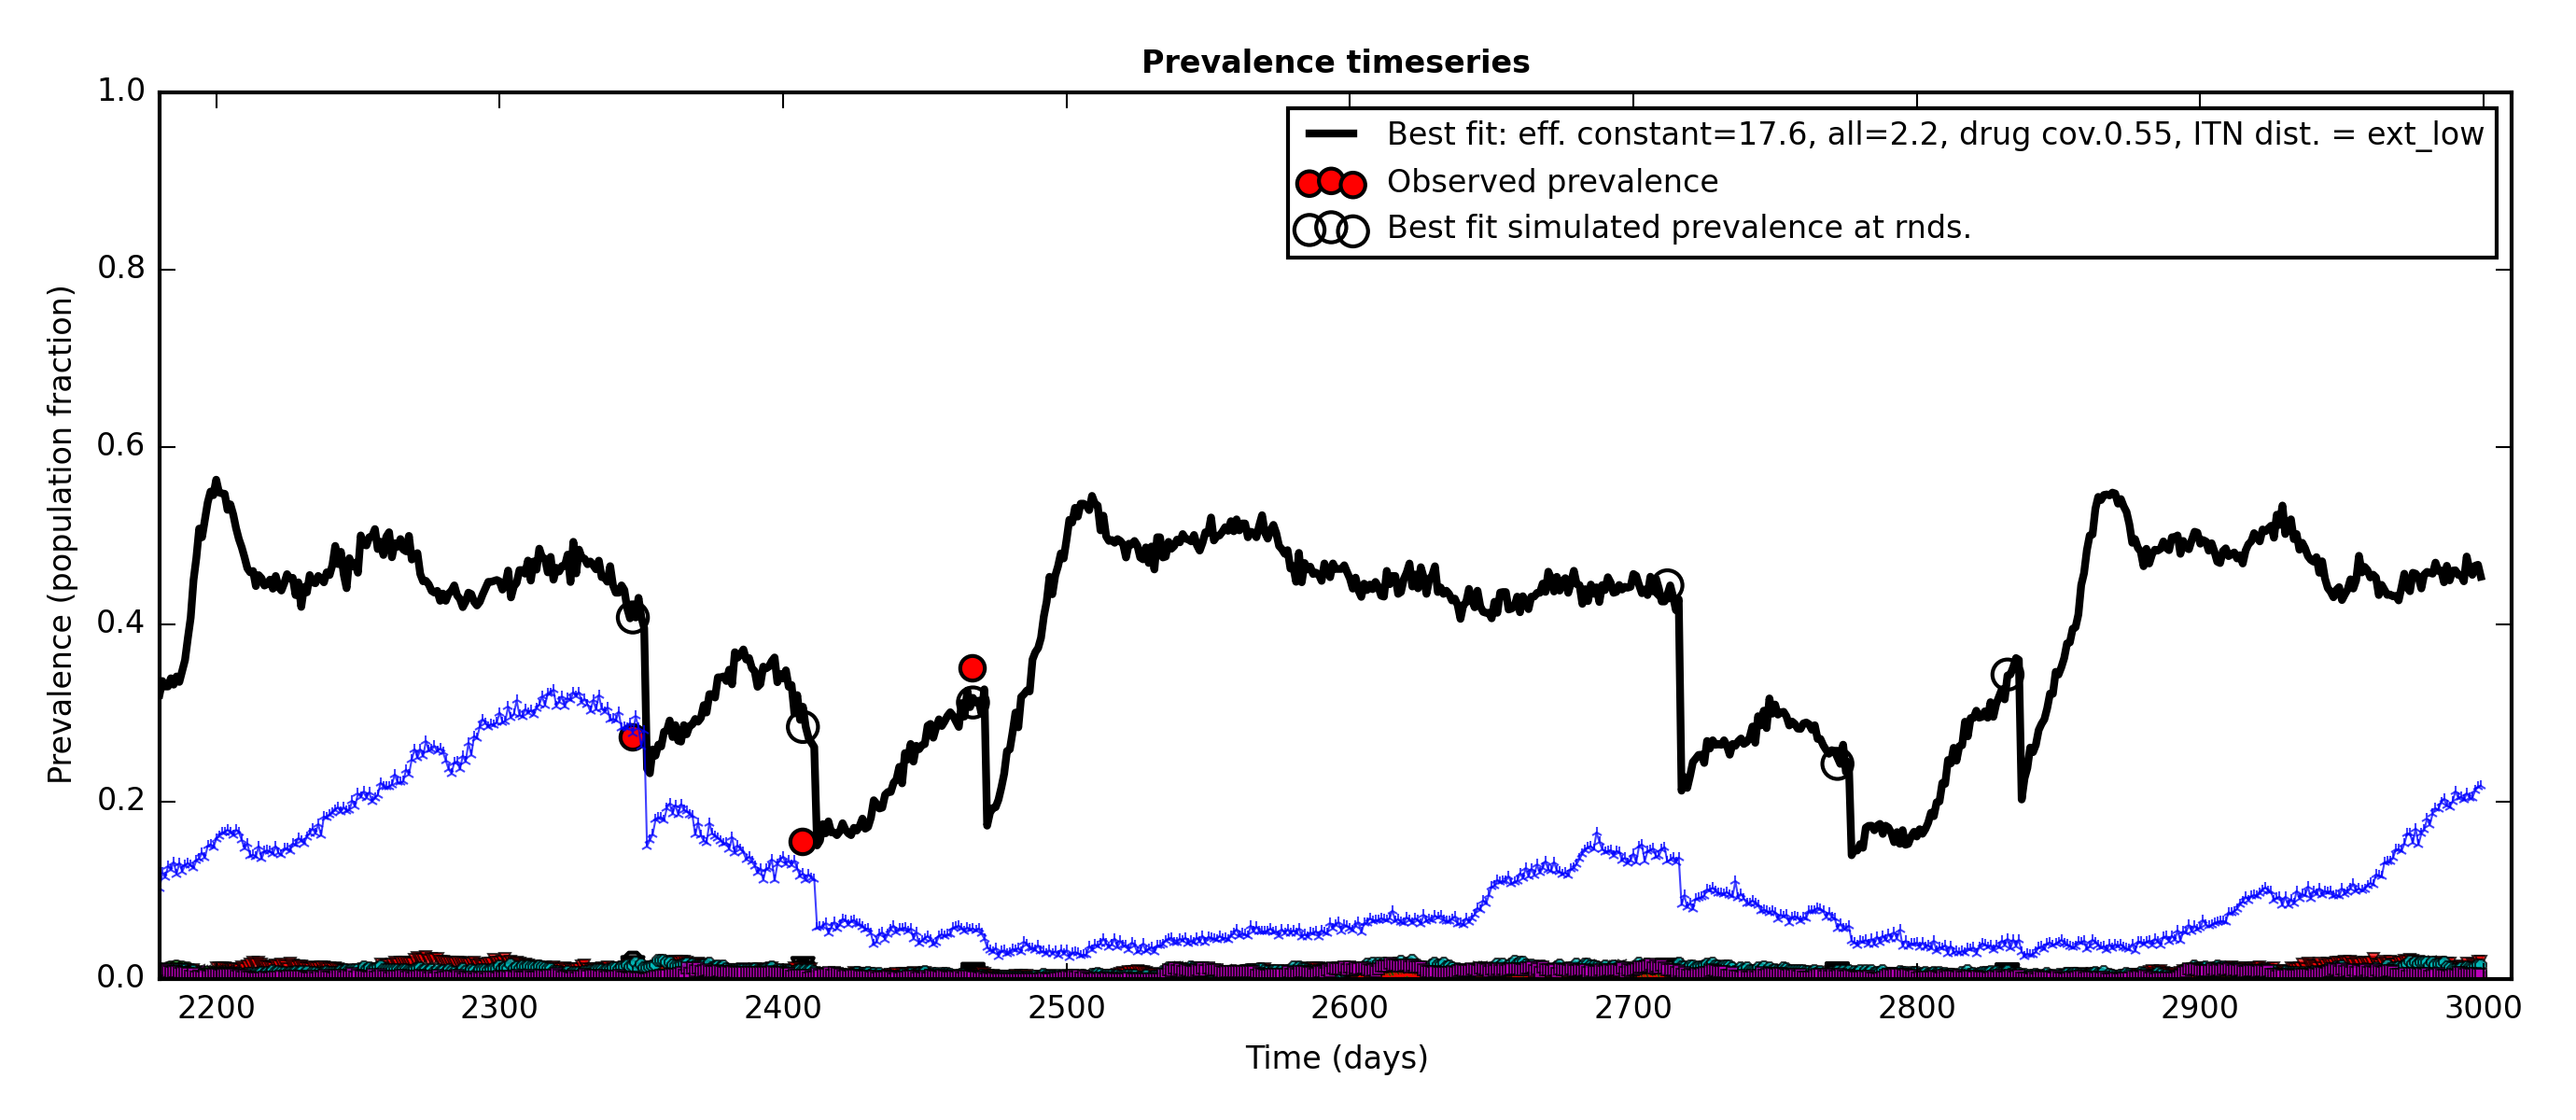 Prevalence timeseries
1.0
0.8
0.6
0.4
0.2
0.0
Prevalence (population fraction)
Best fit: eff. constant=17.6, all=2.2, drug cov.0.55, ITN dist. = ext_low
Observed prevalence
Best fit simulated prevalence at rnds.
2200 2300 2400 2500 2600 2700 2800 2900 3000
Time (days)